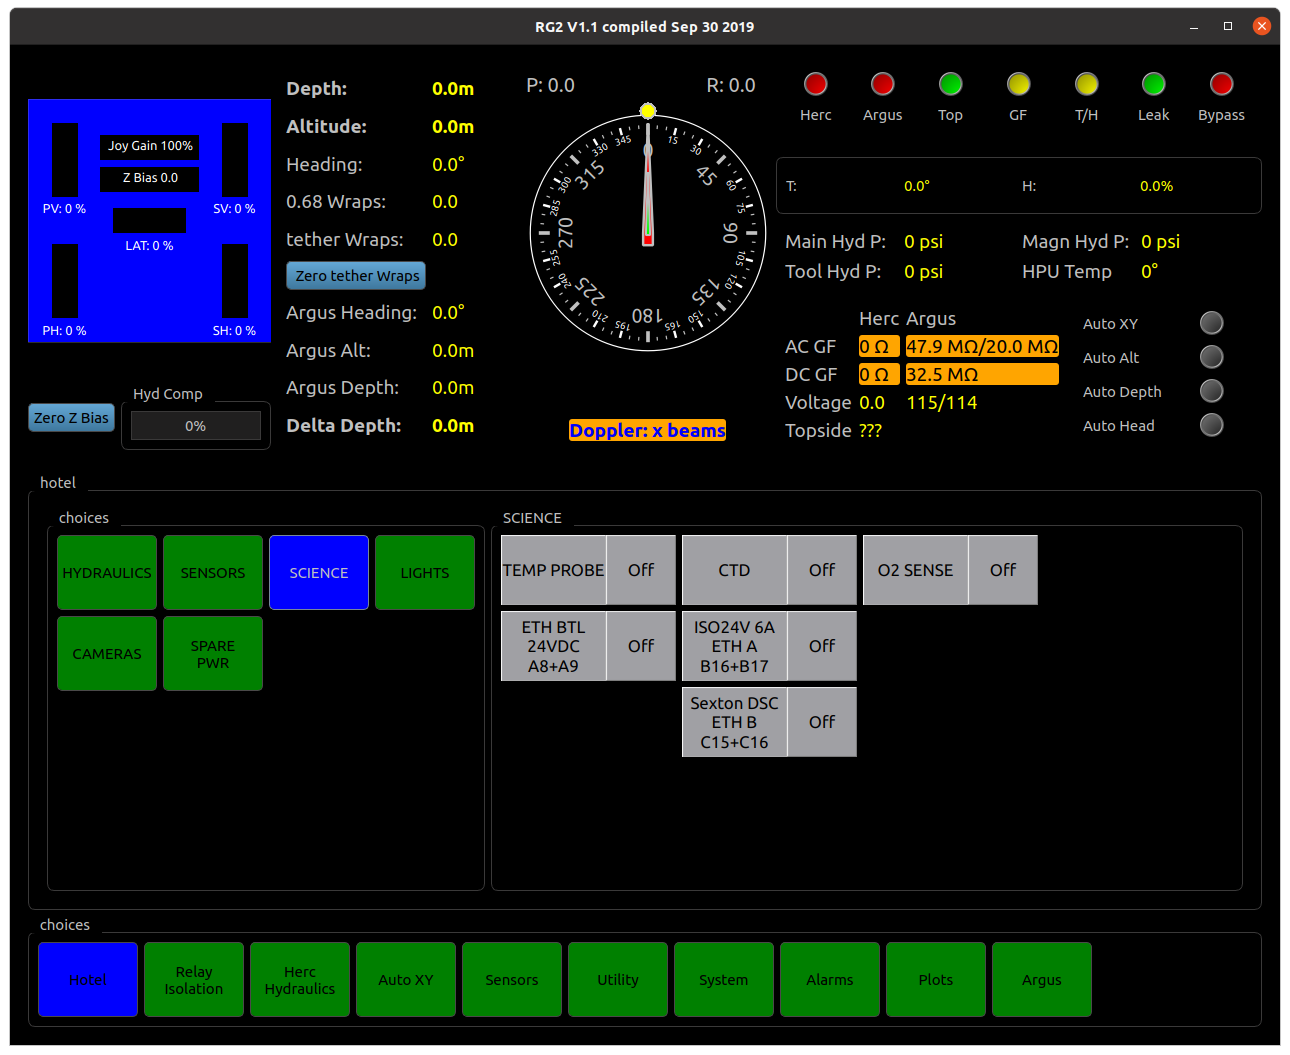 RG2 V1.1 compiled Sep 30 2019
Joy Gain 100%
Z Bias 0.0
PV: 0 %
SV: 0 %
LAT: 0 %
PH: 0 %
SH: 0 %
Zero Z Bias
Hyd Comp
0%
Depth: 0.0m
Altitude: 0.0m
Heading: 0.0°
0.68 Wraps: 0.0
tether Wraps: 0.0
Zero tether Wraps
Argus Heading: 0.0°
Argus Alt: 0.0m
Argus Depth: 0.0m
Delta Depth: 0.0m
P: 0.0
R: 0.0
0
15
30
45
60
75
90
105
120
135
150
165
180
195
210
225
240
255
270
285
300
315
330
345
Doppler: x beams
Herc
Argus
Top
GF
T/H
Leak
Bypass
T: 0.0° H: 0.0%
Main Hyd P: 0 psi Magn Hyd P: 0 psi
Tool Hyd P: 0 psi HPU Temp 0°
Herc Argus
AC GF 0 Ω 47.9 MΩ/20.0 MΩ
DC GF 0 Ω 32.5 MΩ
Voltage 0.0 115/114
Topside ???
Auto XY
Auto Alt
Auto Depth
Auto Head
hotel
choices
HYDRAULICS
SENSORS
SCIENCE
LIGHTS
CAMERAS
SPARE
PWR
SCIENCE
TEMP PROBE Off
CTD Off
O2 SENSE Off
ETH BTL
24VDC
A8+A9
Off
ISO24V 6A
ETH A
B16+B17
Off
Sexton DSC
ETH B
C15+C16
Off
choices
Hotel
Relay
Isolation
Herc
Hydraulics
Auto XY
Sensors
Utility
System
Alarms
Plots
Argus